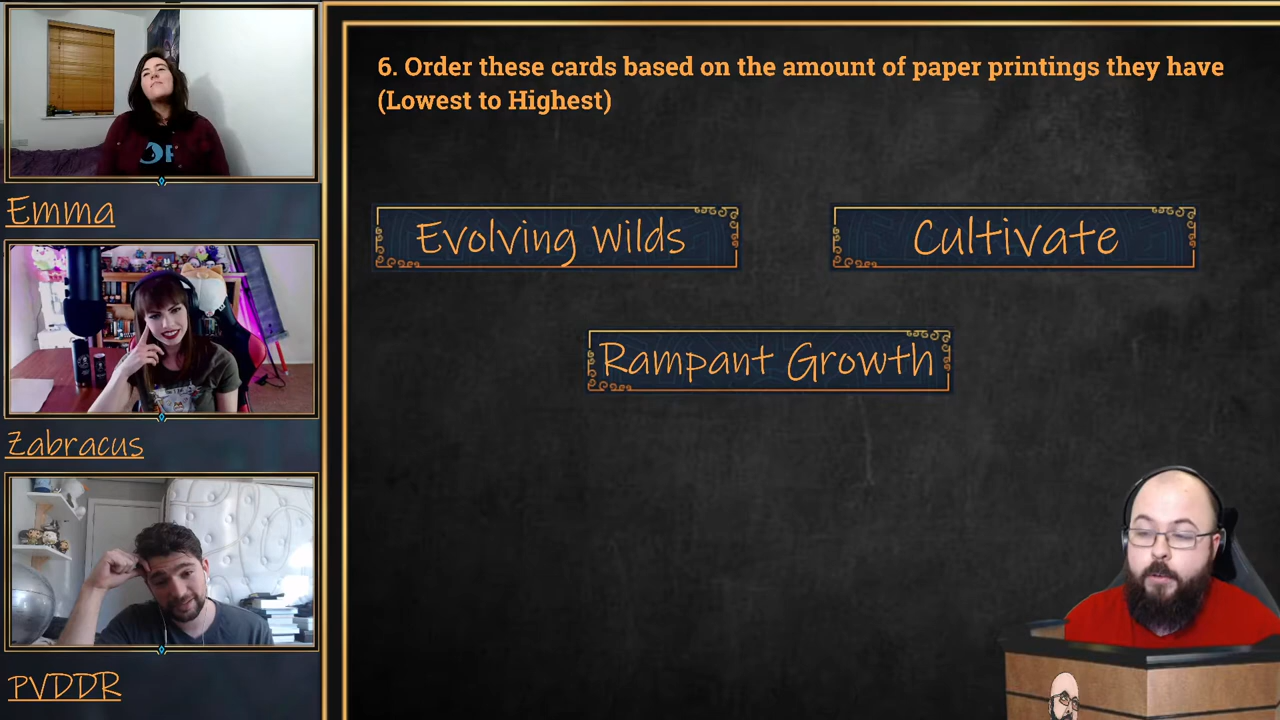 6. Order these cards based on the amount of paper printings they have
(Lowest to Highest)
Evolving Wilds
Cultivate
Rampant Growth
Emma
Zabracus
PVDDR